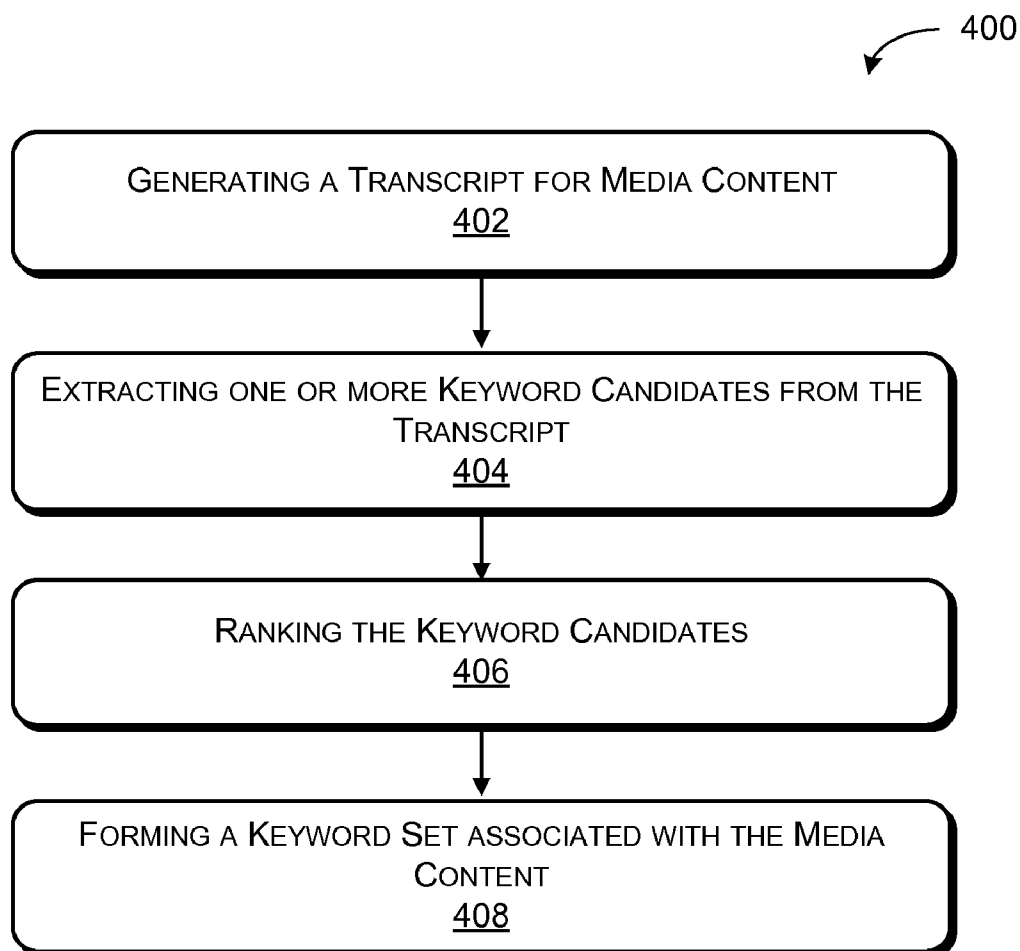 400
GENERATING A TRANSCRIPT FOR MEDIA CONTENT
402
EXTRACTING ONE OR MORE KEYWORD CANDIDATES FROM THE
TRANSCRIPT
404
RANKING THE KEYWORD CANDIDATES
406
FORMING A KEYWORD SET ASSOCIATED WITH THE MEDIA
CONTENT
408